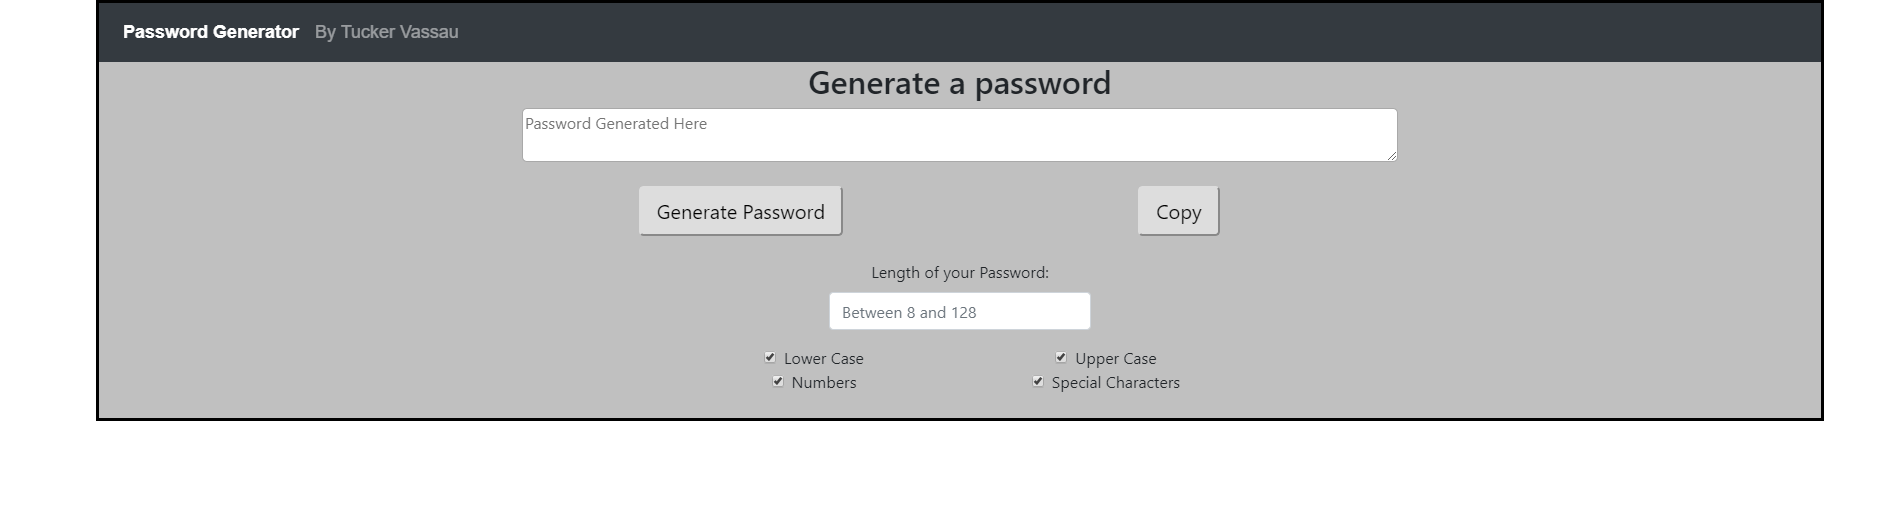 Password Generator By Tucker Vassau
Generate a password
Password Generated Here
Generate Password Copy
Length of your Password:
Between 8 and 128
Lower Case Upper Case
Numbers Special Characters